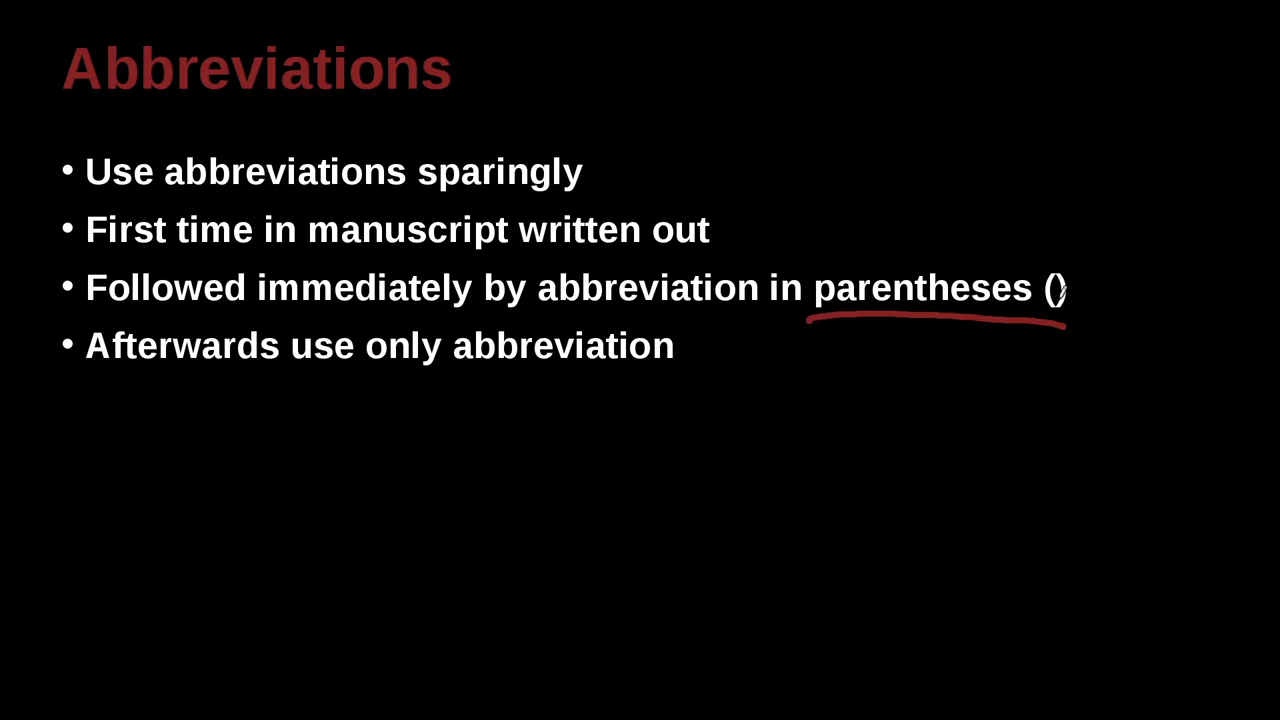 Abbreviations
• Use abbreviations sparingly
• First time in manuscript written out
• Followed immediately by abbreviation in parentheses ()
• Afterwards use only abbreviation